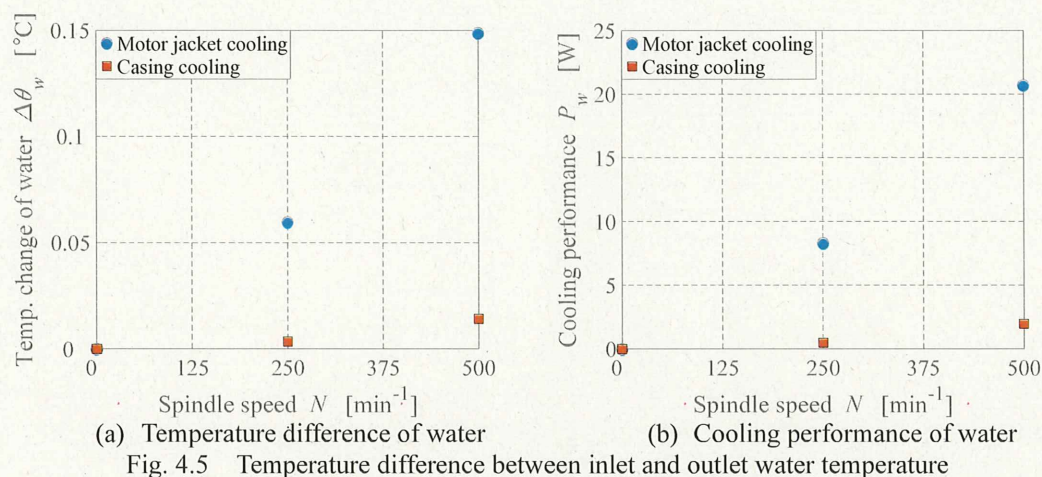 Temp. change of water Δθw [°C]
0.15
0.1
0.05
0
Motor jacket cooling
Casing cooling
0 125 250 375 500
Spindle speed N [min⁻¹]
(a) Temperature difference of water
Cooling performance Pw [W]
25
20
15
10
5
0
Motor jacket cooling
Casing cooling
0 125 250 375 500
Spindle speed N [min⁻¹]
(b) Cooling performance of water
Fig. 4.5 Temperature difference between inlet and outlet water temperature